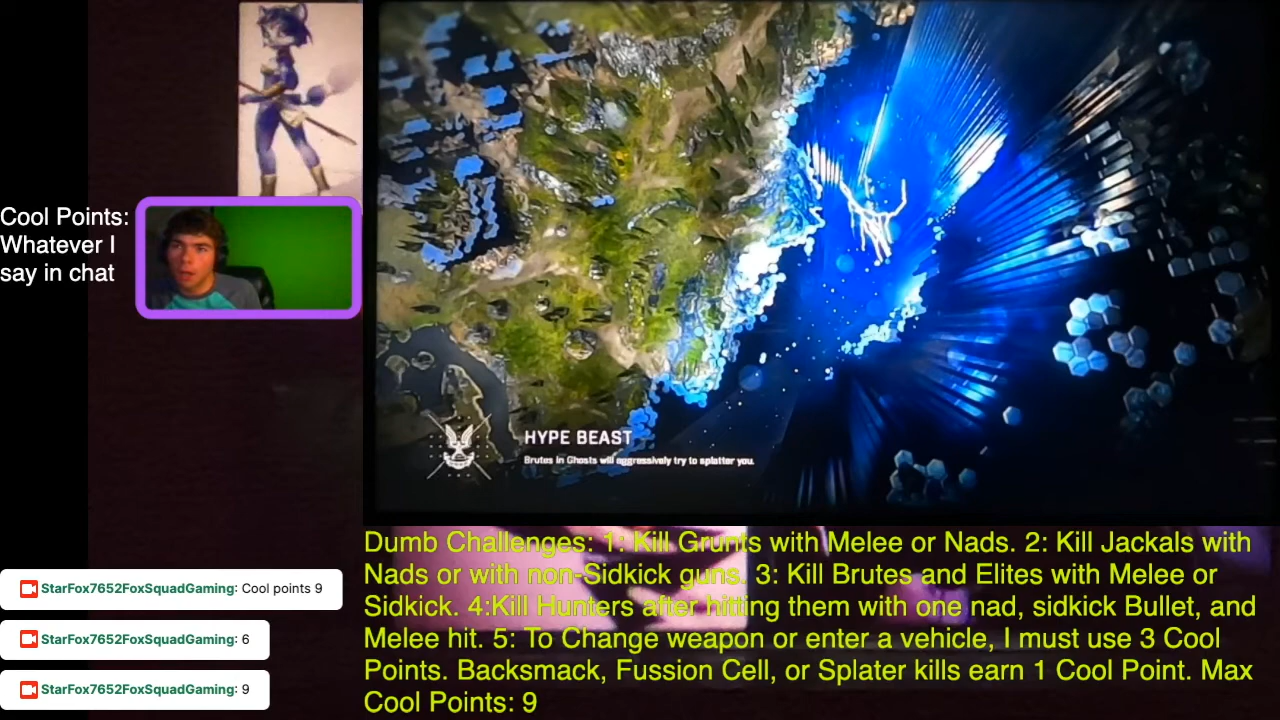 Cool Points:
Whatever I
say in chat
HYPE BEAST
Brutes in Ghosts will aggressively try to splatter you.
Dumb Challenges: 1: Kill Grunts with Melee or Nads. 2: Kill Jackals with
Nads or with non-Sidkick guns. 3: Kill Brutes and Elites with Melee or
Sidkick. 4:Kill Hunters after hitting them with one nad, sidkick Bullet, and
Melee hit. 5: To Change weapon or enter a vehicle, I must use 3 Cool
Points. Backsmack, Fussion Cell, or Splater kills earn 1 Cool Point. Max
Cool Points: 9
StarFox7652FoxSquadGaming: Cool points 9
StarFox7652FoxSquadGaming: 6
StarFox7652FoxSquadGaming: 9